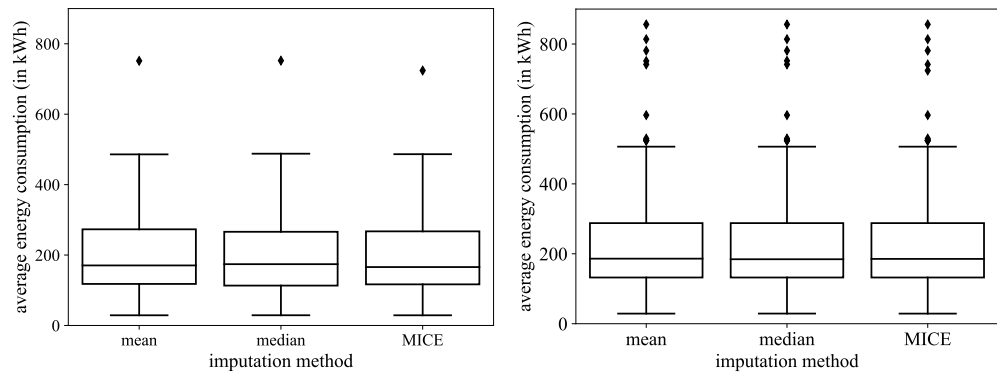 average energy consumption (in kWh)
800
600
400
200
0
mean
median
MICE
imputation method
average energy consumption (in kWh)
800
600
400
200
0
mean
median
MICE
imputation method